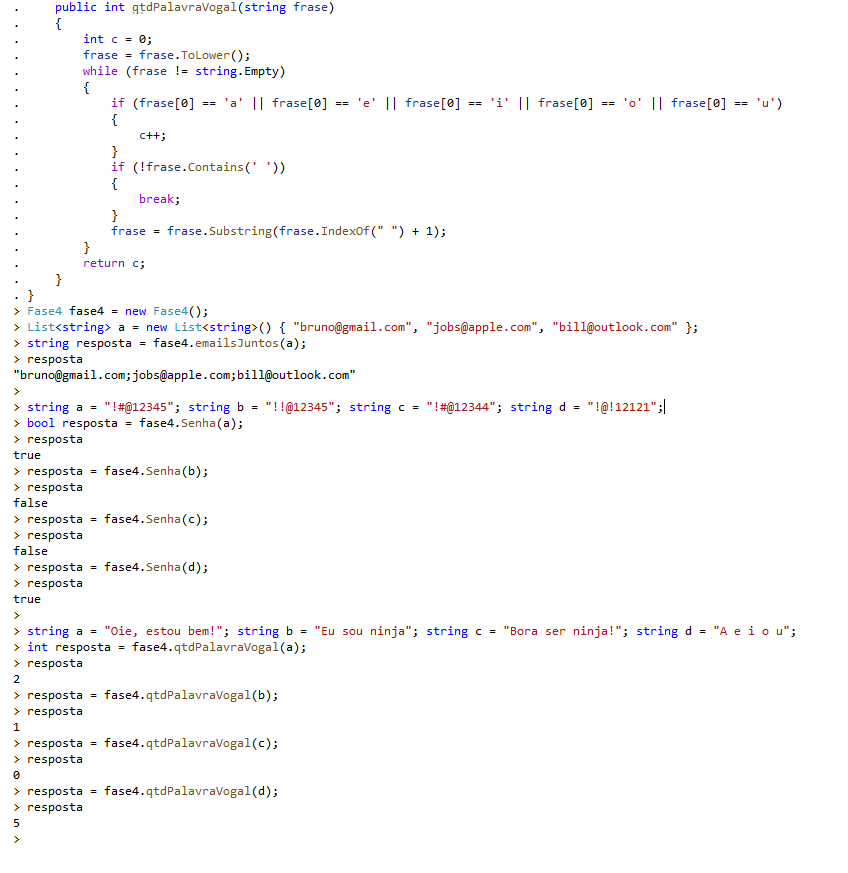 .     public int qtdPalavraVogal(string frase)
.     {
.         int c = 0;
.         frase = frase.ToLower();
.         while (frase != string.Empty)
.         {
.             if (frase[0] == 'a' || frase[0] == 'e' || frase[0] == 'i' || frase[0] == 'o' || frase[0] == 'u')
.             {
.                 c++;
.             }
.             if (!frase.Contains(' '))
.             {
.                 break;
.             }
.             frase = frase.Substring(frase.IndexOf(" ") + 1);
.         }
.         return c;
.     }
. }
> Fase4 fase4 = new Fase4();
> List<string> a = new List<string>() { "bruno@gmail.com", "jobs@apple.com", "bill@outlook.com" };
> string resposta = fase4.emailsJuntos(a);
> resposta
"bruno@gmail.com;jobs@apple.com;bill@outlook.com"
>
> string a = "!#@12345"; string b = "!!@12345"; string c = "!#@12344"; string d = "!@!12121";
> bool resposta = fase4.Senha(a);
> resposta
true
> resposta = fase4.Senha(b);
> resposta
false
> resposta = fase4.Senha(c);
> resposta
false
> resposta = fase4.Senha(d);
> resposta
true
>
> string a = "Oie, estou bem!"; string b = "Eu sou ninja"; string c = "Bora ser ninja!"; string d = "A e i o u";
> int resposta = fase4.qtdPalavraVogal(a);
> resposta
2
> resposta = fase4.qtdPalavraVogal(b);
> resposta
1
> resposta = fase4.qtdPalavraVogal(c);
> resposta
0
> resposta = fase4.qtdPalavraVogal(d);
> resposta
5
>